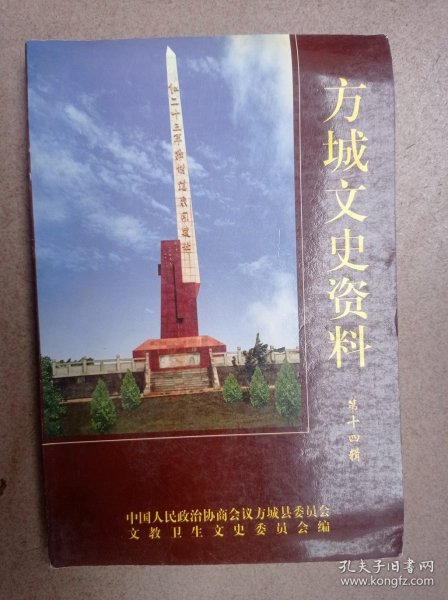 方城文史资料
第十四辑
中国人民政治协商会议方城县委员会
文教卫生文史委员会编
孔夫子旧书网
www.kongfz.com